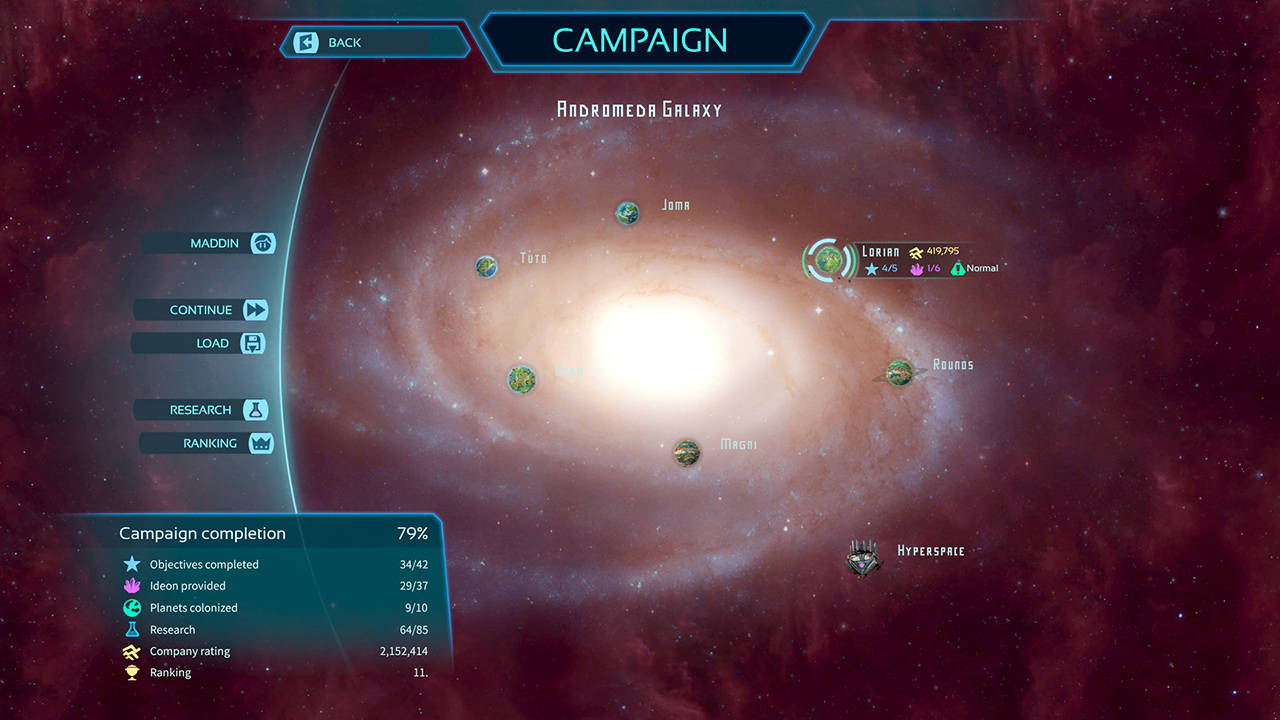 BACK
CAMPAIGN
Andromeda Galaxy
Joma
Tuto
Lorian 419,795
4/5 1/6 Normal
MADDIN
CONTINUE
LOAD
Rounos
RESEARCH
RANKING
Magni
Hyperspace
Campaign completion 79%
Objectives completed 34/42
Ideon provided 29/37
Planets colonized 9/10
Research 64/85
Company rating 2,152,414
Ranking 11.